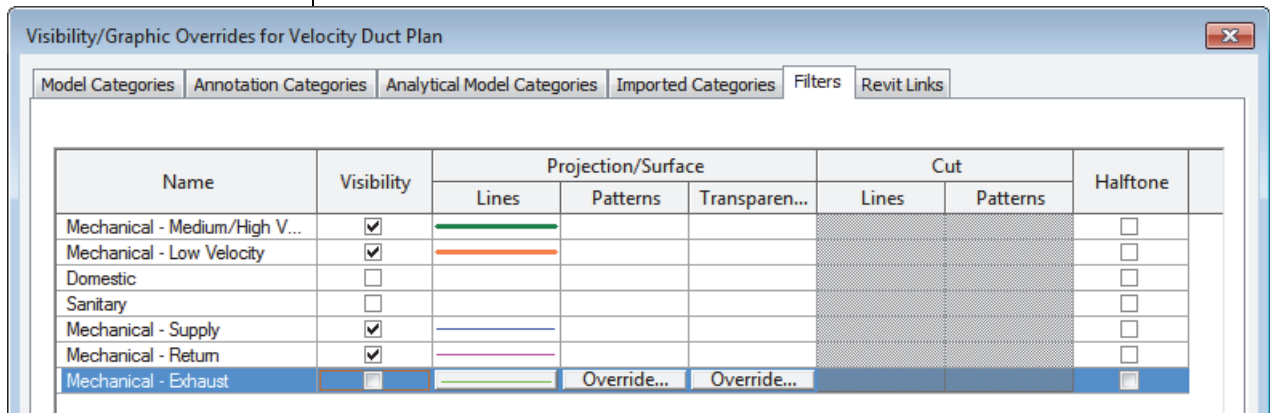 Visibility/Graphic Overrides for Velocity Duct Plan
Model Categories Annotation Categories Analytical Model Categories Imported Categories Filters Revit Links
Name Visibility Projection/Surface Cut Halftone
Lines Patterns Transparen... Lines Patterns
Mechanical - Medium/High V...
Mechanical - Low Velocity
Domestic
Sanitary
Mechanical - Supply
Mechanical - Return
Mechanical - Exhaust Override... Override...